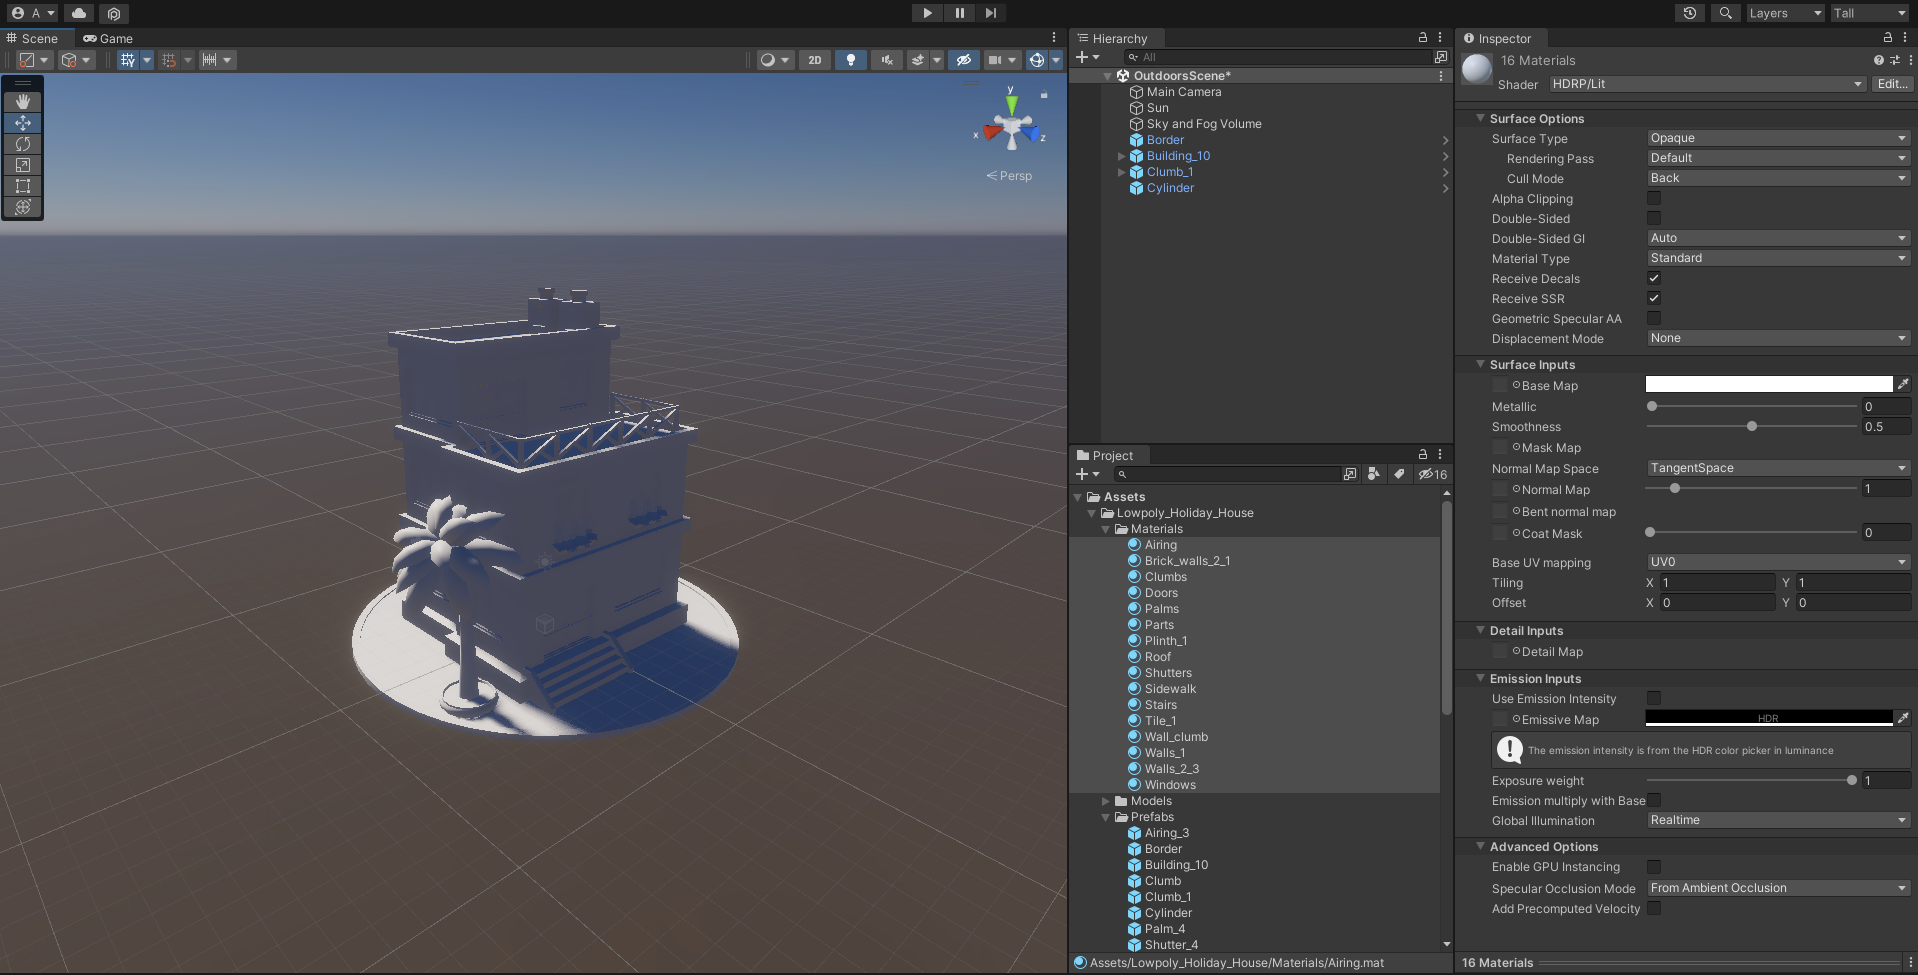 A
Layers
Tall
Scene
Game
2D
y
x
z
Persp
Hierarchy
All
OutdoorsScene*
Main Camera
Sun
Sky and Fog Volume
Border
Building_10
Clumb_1
Cylinder
Project
16
Assets
Lowpoly_Holiday_House
Materials
Airing
Brick_walls_2_1
Clumbs
Doors
Palms
Parts
Plinth_1
Roof
Shutters
Sidewalk
Stairs
Tile_1
Wall_clumb
Walls_1
Walls_2_3
Windows
Models
Prefabs
Airing_3
Border
Building_10
Clumb
Clumb_1
Cylinder
Palm_4
Shutter_4
Assets/Lowpoly_Holiday_House/Materials/Airing.mat
Inspector
16 Materials
Shader HDRP/Lit Edit...
Surface Options
Surface Type Opaque
Rendering Pass Default
Cull Mode Back
Alpha Clipping
Double-Sided
Double-Sided GI Auto
Material Type Standard
Receive Decals
Receive SSR
Geometric Specular AA
Displacement Mode None
Surface Inputs
Base Map
Metallic 0
Smoothness 0.5
Mask Map
Normal Map Space TangentSpace
Normal Map 1
Bent normal map
Coat Mask 0
Base UV mapping UV0
Tiling X 1 Y 1
Offset X 0 Y 0
Detail Inputs
Detail Map
Emission Inputs
Use Emission Intensity
Emissive Map HDR
The emission intensity is from the HDR color picker in luminance
Exposure weight 1
Emission multiply with Base
Global Illumination Realtime
Advanced Options
Enable GPU Instancing
Specular Occlusion Mode From Ambient Occlusion
Add Precomputed Velocity
16 Materials